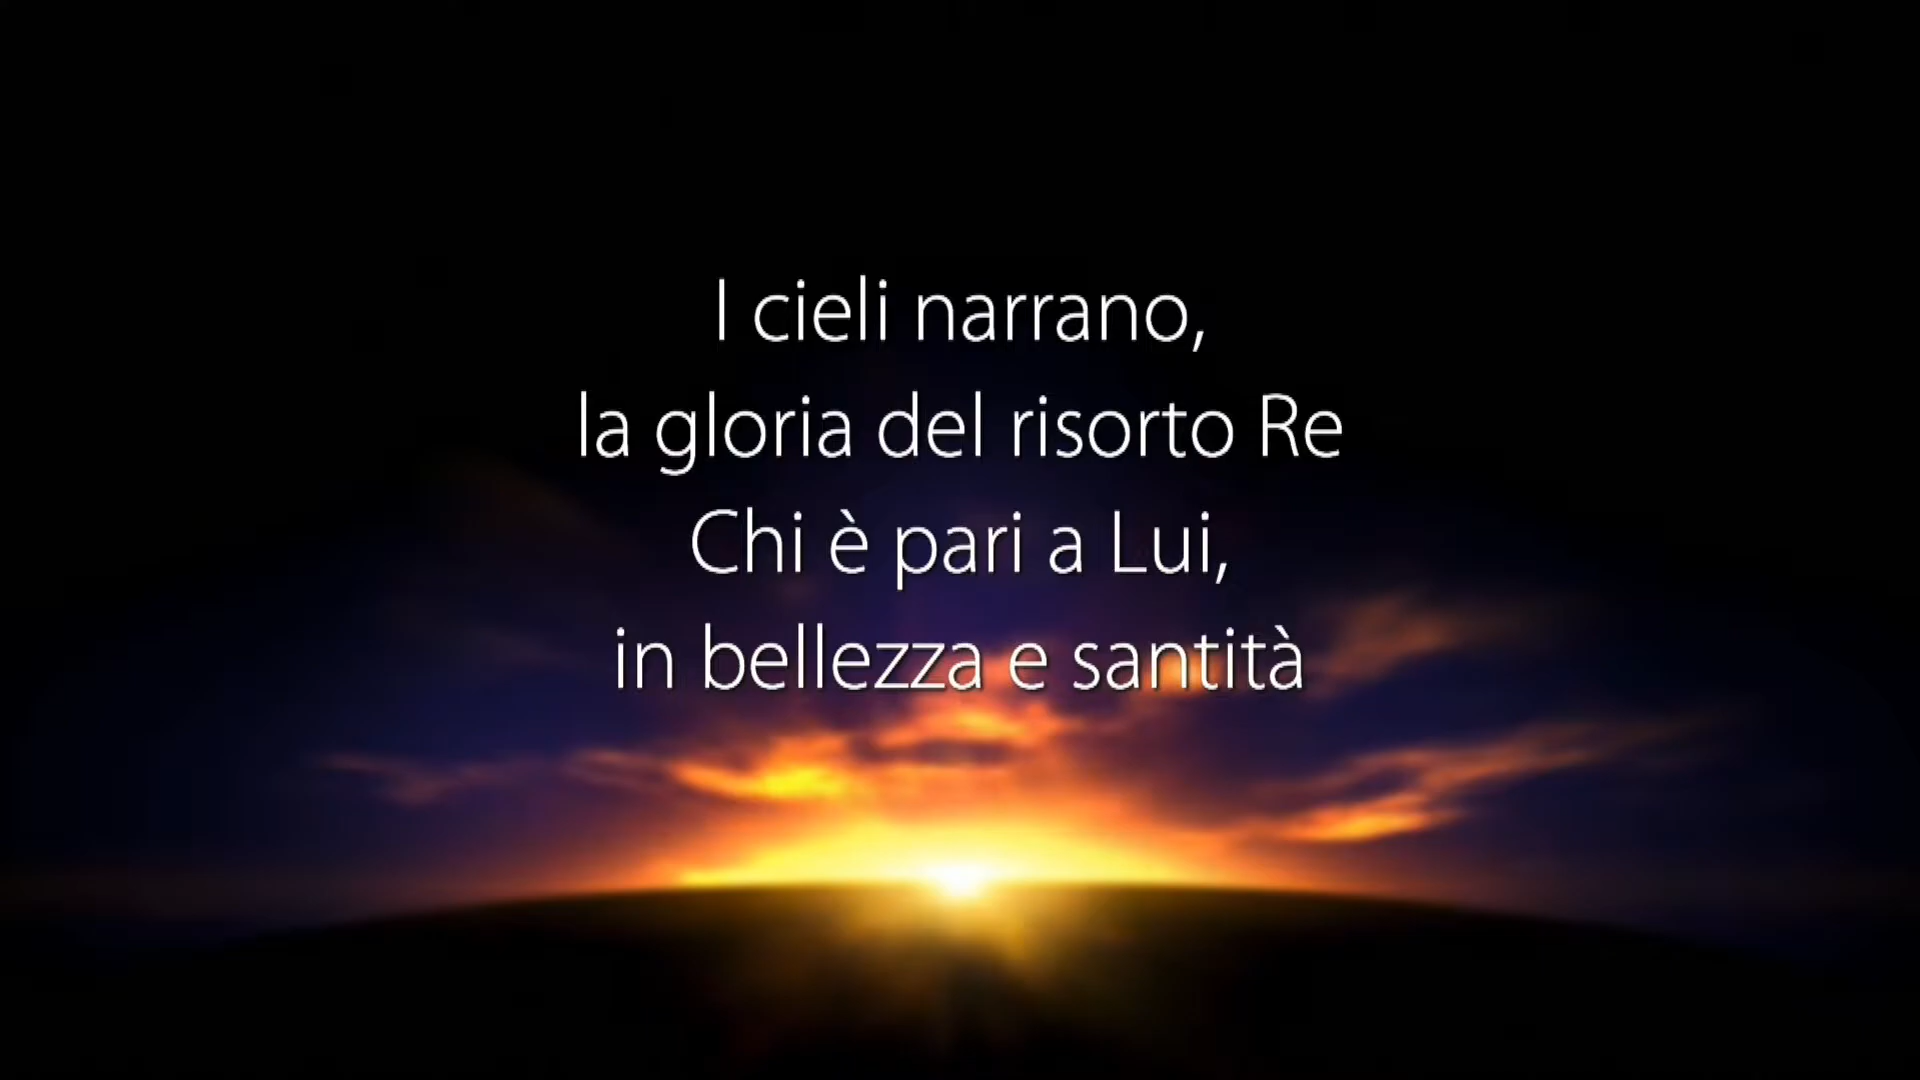 I cieli narrano,
la gloria del risorto Re
Chi è pari a Lui,
in bellezza e santità